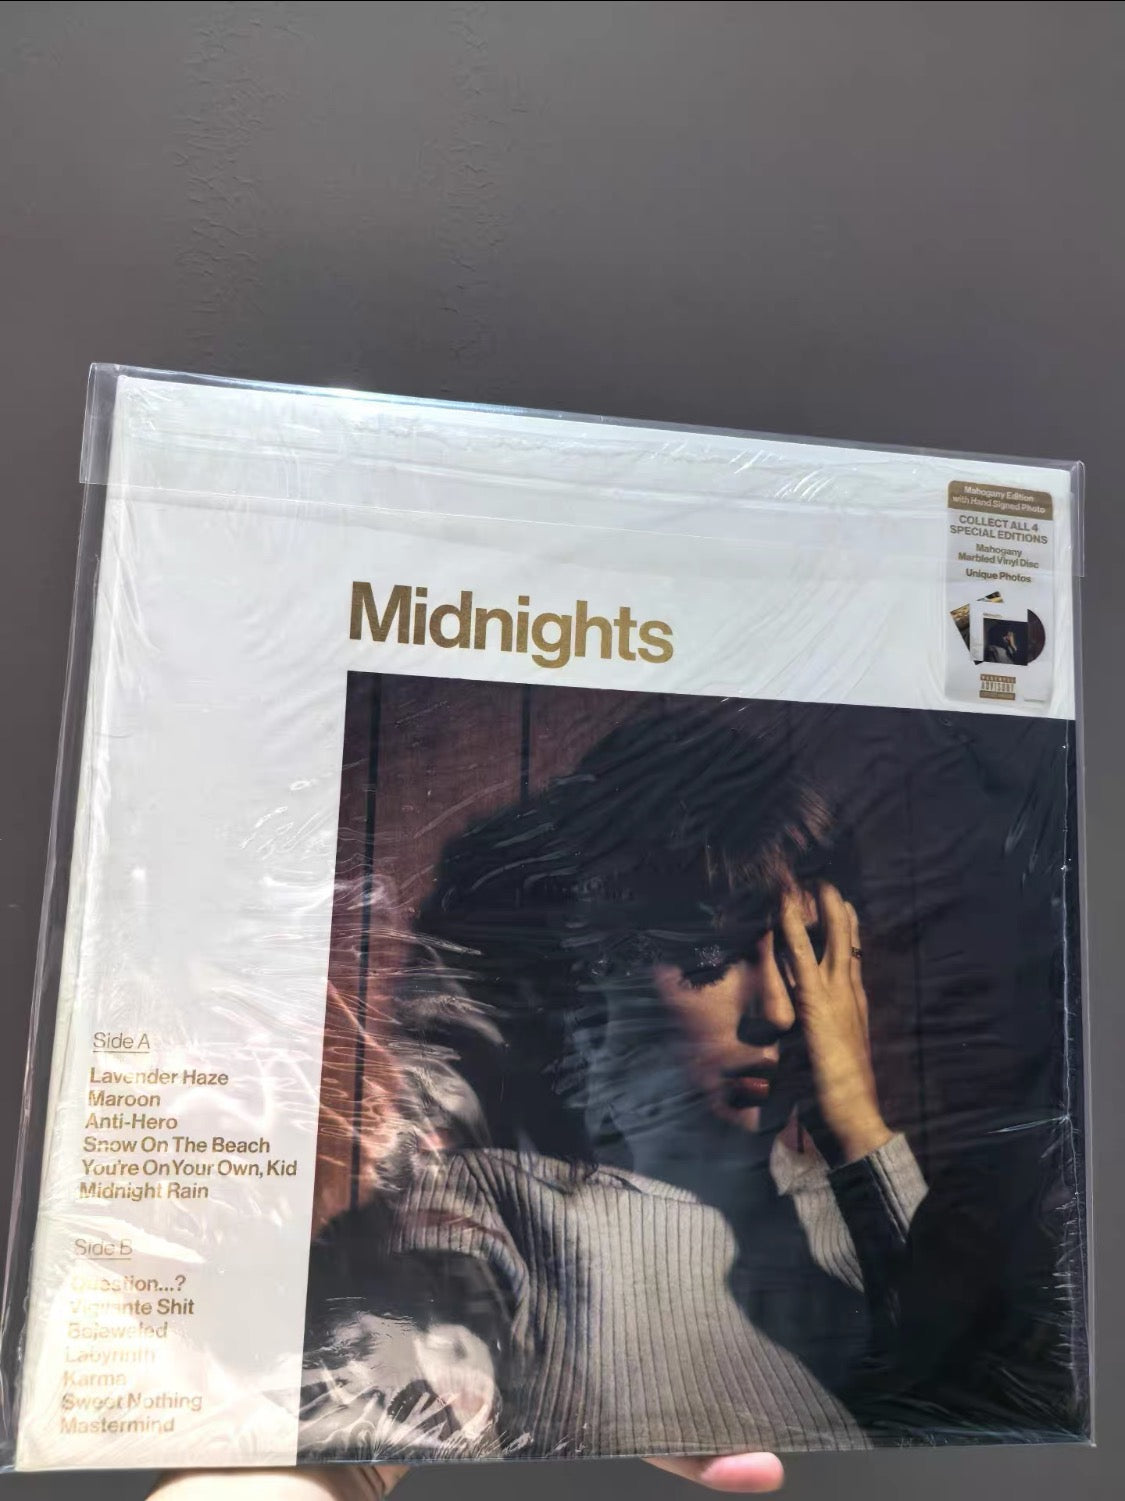 Mahogany Edition
with Hand Signed Photo
COLLECT ALL 4
SPECIAL EDITIONS
Mahogany
Marbled Vinyl Disc
Unique Photos
ADVISORY
Midnights
Side A
Lavender Haze
Maroon
Anti-Hero
Snow On The Beach
You're On Your Own, Kid
Midnight Rain
Side B
Question...?
Vigilante Shit
Bejeweled
Labyrinth
Karma
Sweet Nothing
Mastermind